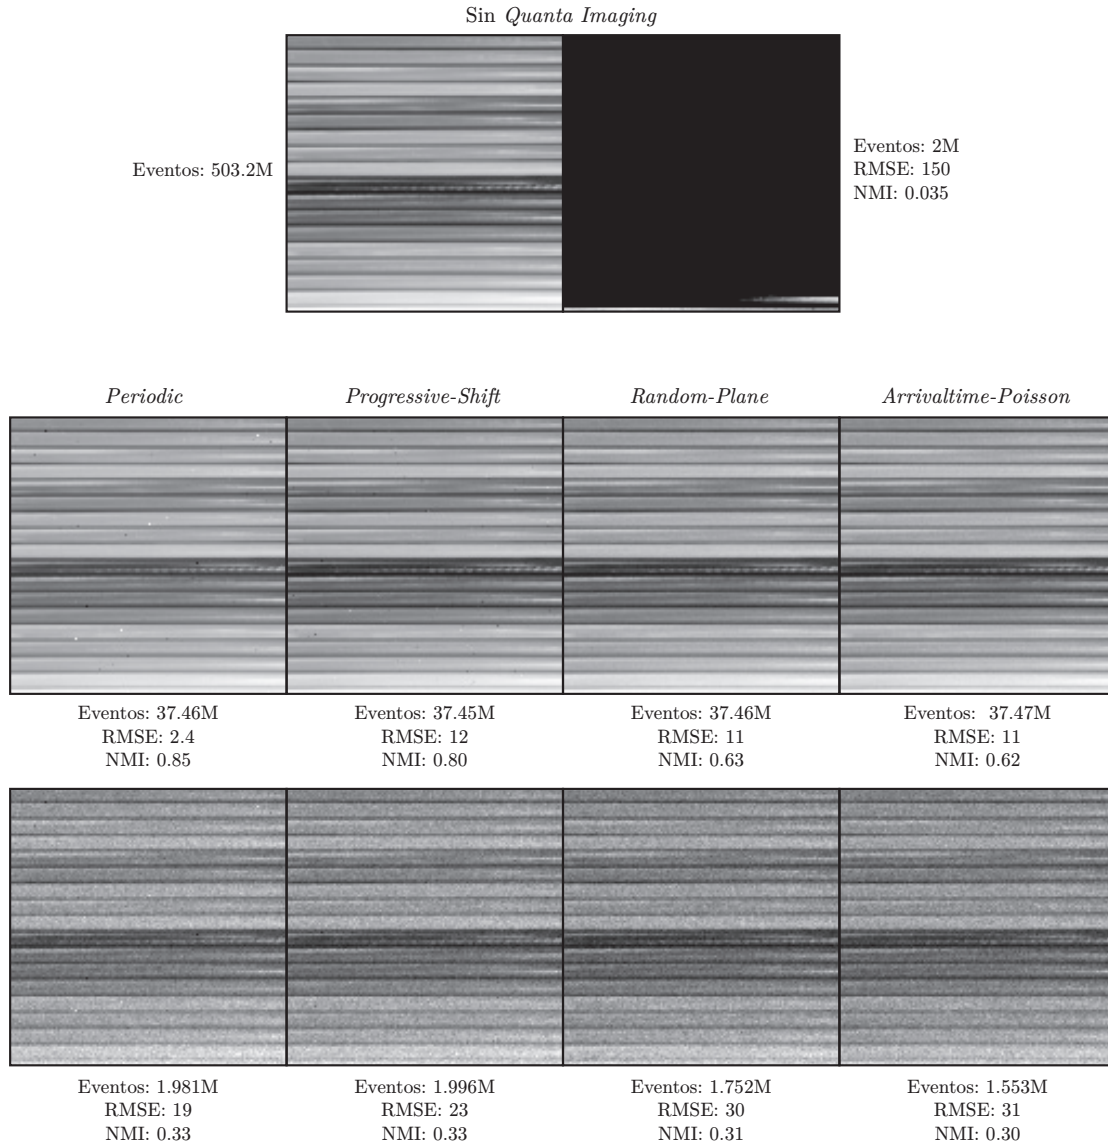 Sin Quanta Imaging
Eventos: 503.2M
Eventos: 2M
RMSE: 150
NMI: 0.035
Periodic
Progressive-Shift
Random-Plane
Arrivaltime-Poisson
Eventos: 37.46M
RMSE: 2.4
NMI: 0.85
Eventos: 37.45M
RMSE: 12
NMI: 0.80
Eventos: 37.46M
RMSE: 11
NMI: 0.63
Eventos: 37.47M
RMSE: 11
NMI: 0.62
Eventos: 1.981M
RMSE: 19
NMI: 0.33
Eventos: 1.996M
RMSE: 23
NMI: 0.33
Eventos: 1.752M
RMSE: 30
NMI: 0.31
Eventos: 1.553M
RMSE: 31
NMI: 0.30